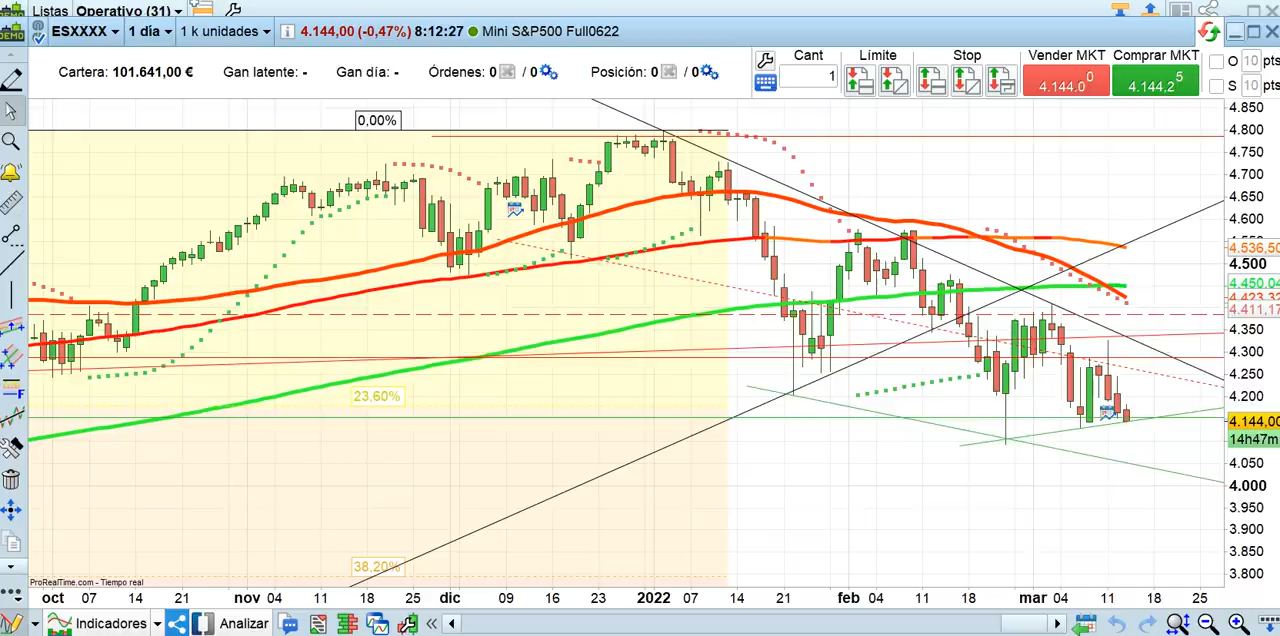 Listas Operativo (31)
DEMO ESXXXX 1 día 1 k unidades 4.144,00 (-0,47%) 8:12:27 Mini S&P500 Full0622
Cartera: 101.641,00 € Gan latente: - Gan día: - Órdenes: 0 / 0 Posición: 0 / 0
Cant Límite Stop Vender MKT Comprar MKT
1 4.144,0 0 4.144,2 5
O 10 pts
S 10 pts
0,00%
23,60%
38,20%
4.850
4.800
4.750
4.700
4.650
4.600
4.536,50
4.500
4.450,04
4.423,32
4.411,17
4.350
4.300
4.250
4.200
4.144,00
14h47m
4.050
4.000
3.950
3.900
3.850
3.800
ProRealTime.com - Tiempo real
oct 07 14 21 nov 04 11 18 25 dic 09 16 23 2022 07 14 21 feb 04 11 18 mar 04 11 18 25
Indicadores Analizar